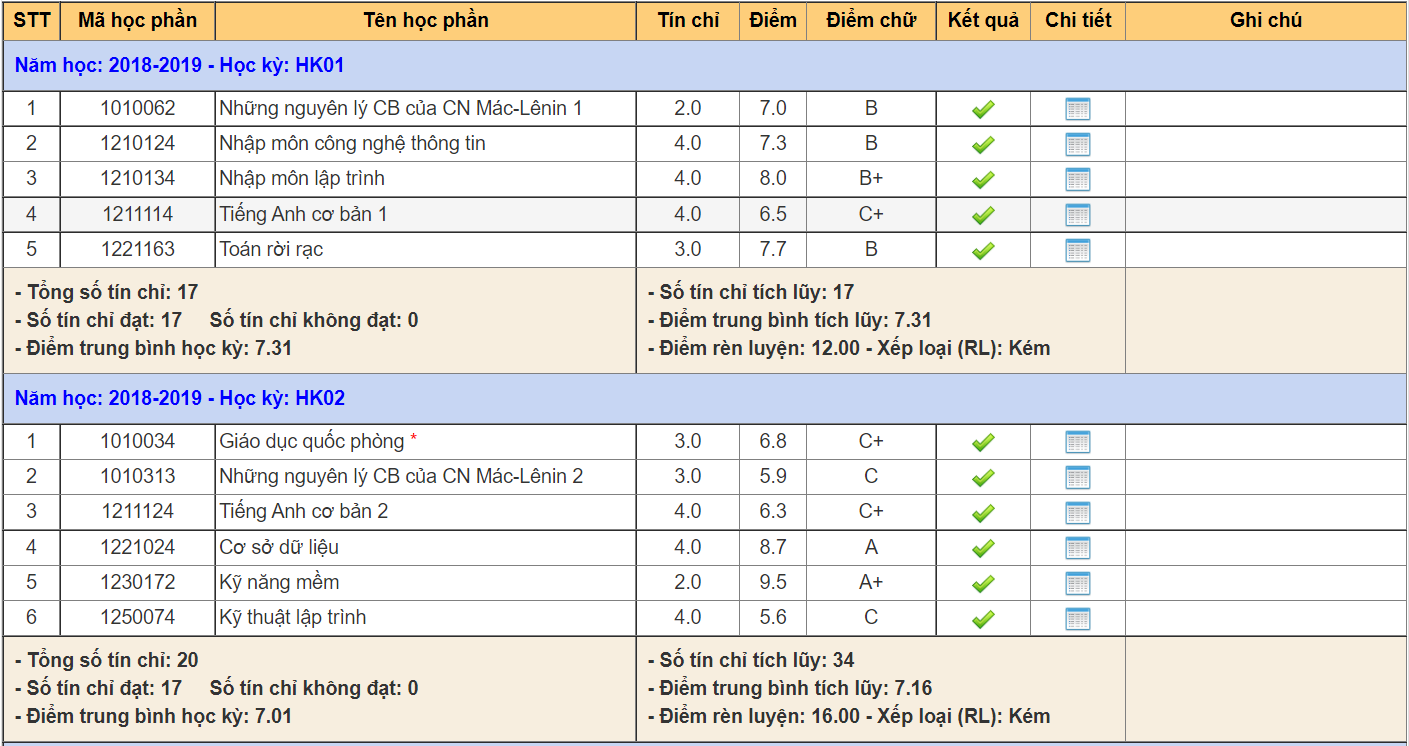 STT Mã học phần Tên học phần Tín chỉ Điểm Điểm chữ Kết quả Chi tiết Ghi chú
Năm học: 2018-2019 - Học kỳ: HK01
1 1010062 Những nguyên lý CB của CN Mác-Lênin 1 2.0 7.0 B
2 1210124 Nhập môn công nghệ thông tin 4.0 7.3 B
3 1210134 Nhập môn lập trình 4.0 8.0 B+
4 1211114 Tiếng Anh cơ bản 1 4.0 6.5 C+
5 1221163 Toán rời rạc 3.0 7.7 B
- Tổng số tín chỉ: 17 - Số tín chỉ tích lũy: 17
- Số tín chỉ đạt: 17 Số tín chỉ không đạt: 0 - Điểm trung bình tích lũy: 7.31
- Điểm trung bình học kỳ: 7.31 - Điểm rèn luyện: 12.00 - Xếp loại (RL): Kém
Năm học: 2018-2019 - Học kỳ: HK02
1 1010034 Giáo dục quốc phòng * 3.0 6.8 C+
2 1010313 Những nguyên lý CB của CN Mác-Lênin 2 3.0 5.9 C
3 1211124 Tiếng Anh cơ bản 2 4.0 6.3 C+
4 1221024 Cơ sở dữ liệu 4.0 8.7 A
5 1230172 Kỹ năng mềm 2.0 9.5 A+
6 1250074 Kỹ thuật lập trình 4.0 5.6 C
- Tổng số tín chỉ: 20 - Số tín chỉ tích lũy: 34
- Số tín chỉ đạt: 17 Số tín chỉ không đạt: 0 - Điểm trung bình tích lũy: 7.16
- Điểm trung bình học kỳ: 7.01 - Điểm rèn luyện: 16.00 - Xếp loại (RL): Kém